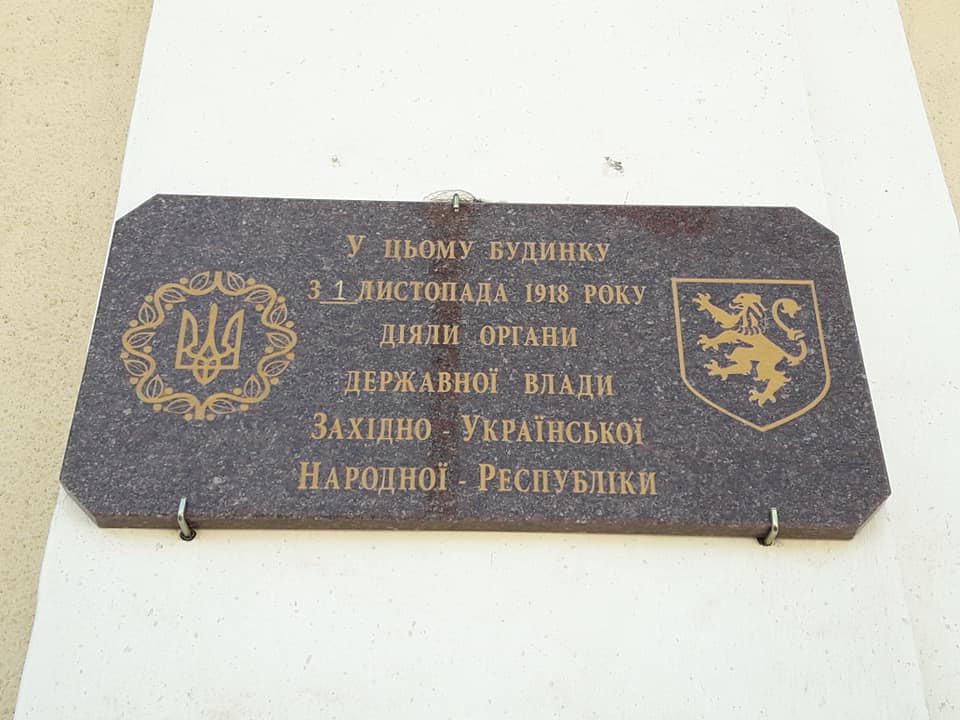 У ЦЬОМУ БУДИНКУ
З 1 ЛИСТОПАДА 1918 РОКУ
ДІЯЛИ ОРГАНИ
ДЕРЖАВНОЇ ВЛАДИ
ЗАХІДНО - УКРАЇНСЬКОЇ
НАРОДНОЇ - РЕСПУБЛІКИ